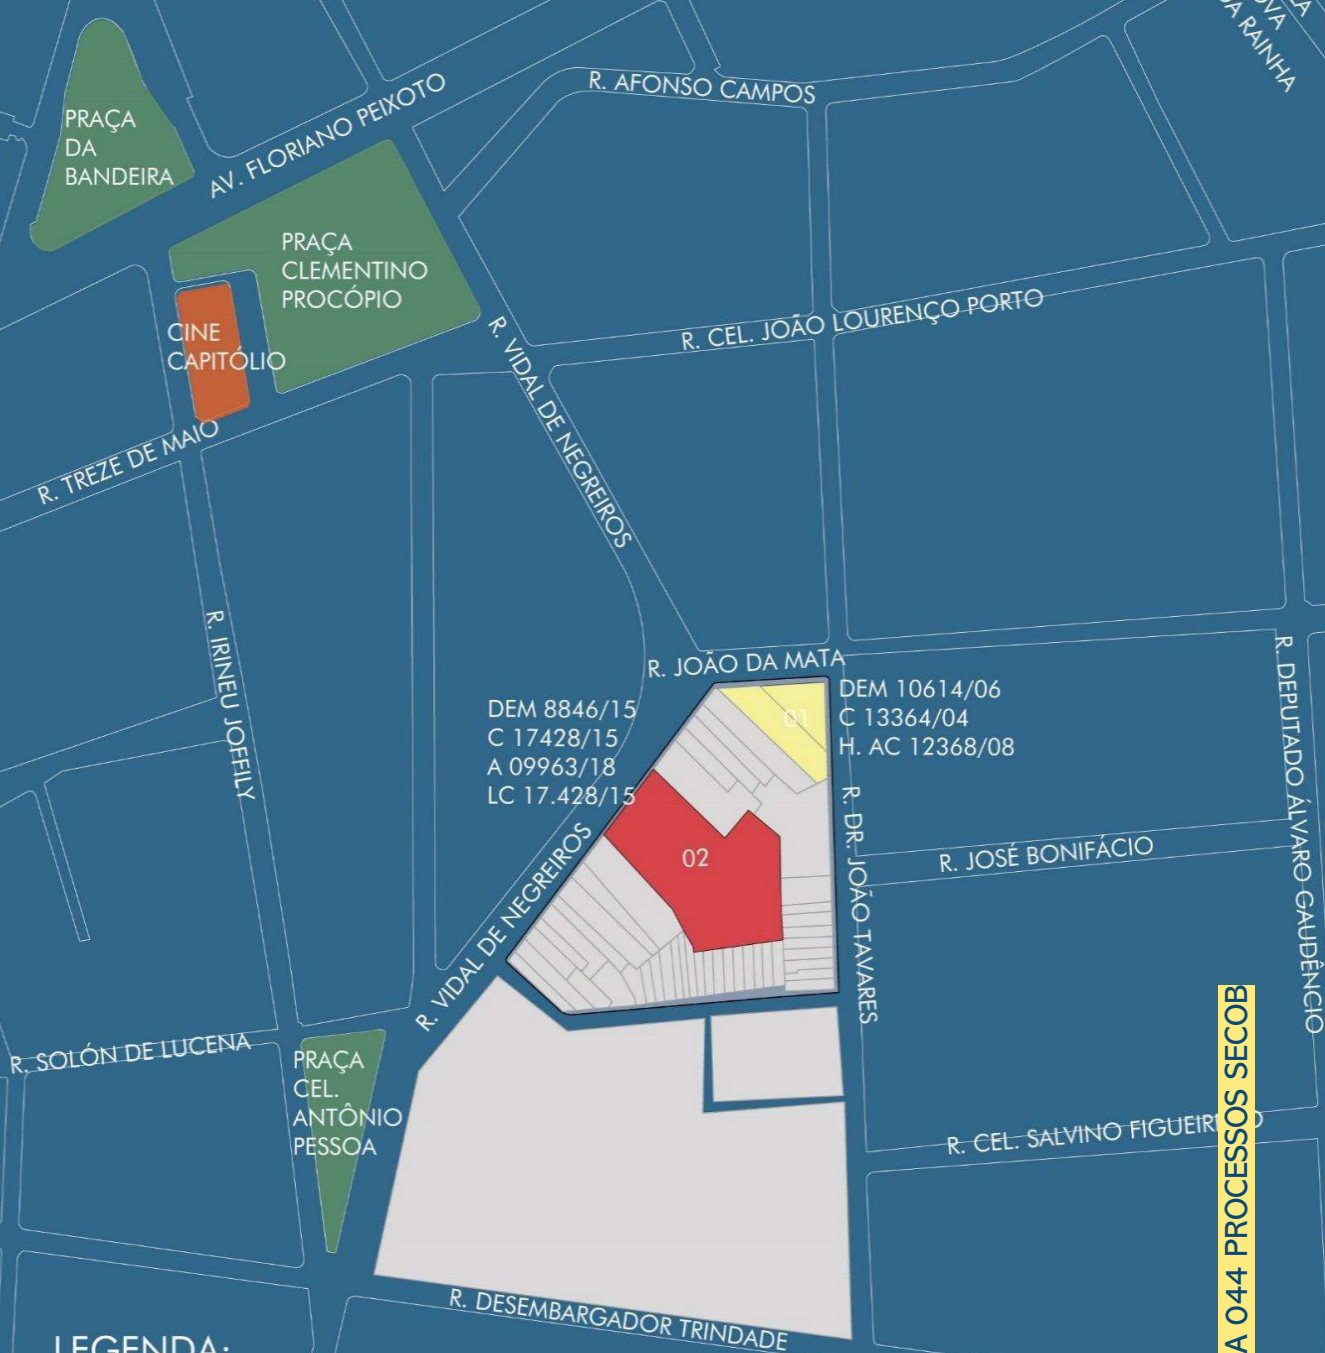 PRAÇA
DA
BANDEIRA
AV. FLORIANO PEIXOTO
R. AFONSO CAMPOS
RAINHA
PRAÇA
CLEMENTINO
PROCÓPIO
CINE
CAPITÓLIO
R. CEL. JOÃO LOURENÇO PORTO
R. VIDAL DE NEGREIROS
R. TREZE DE MAIO
R. IRINEU JOFFILY
R. JOÃO DA MATA
DEM 8846/15
C 17428/15
A 09963/18
LC 17.428/15
01
DEM 10614/06
C 13364/04
H. AC 12368/08
02
R. VIDAL DE NEGREIROS
R. DR. JOÃO TAVARES
R. JOSÉ BONIFÁCIO
R. DEPUTADO ÁLVARO GAUDÊNCIO
R. SOLÓN DE LUCENA
PRAÇA
CEL.
ANTÔNIO
PESSOA
R. CEL. SALVINO
A 044 PROCESSOS SECOB
R. DESEMBARGADOR TRINDADE
LEGENDA: